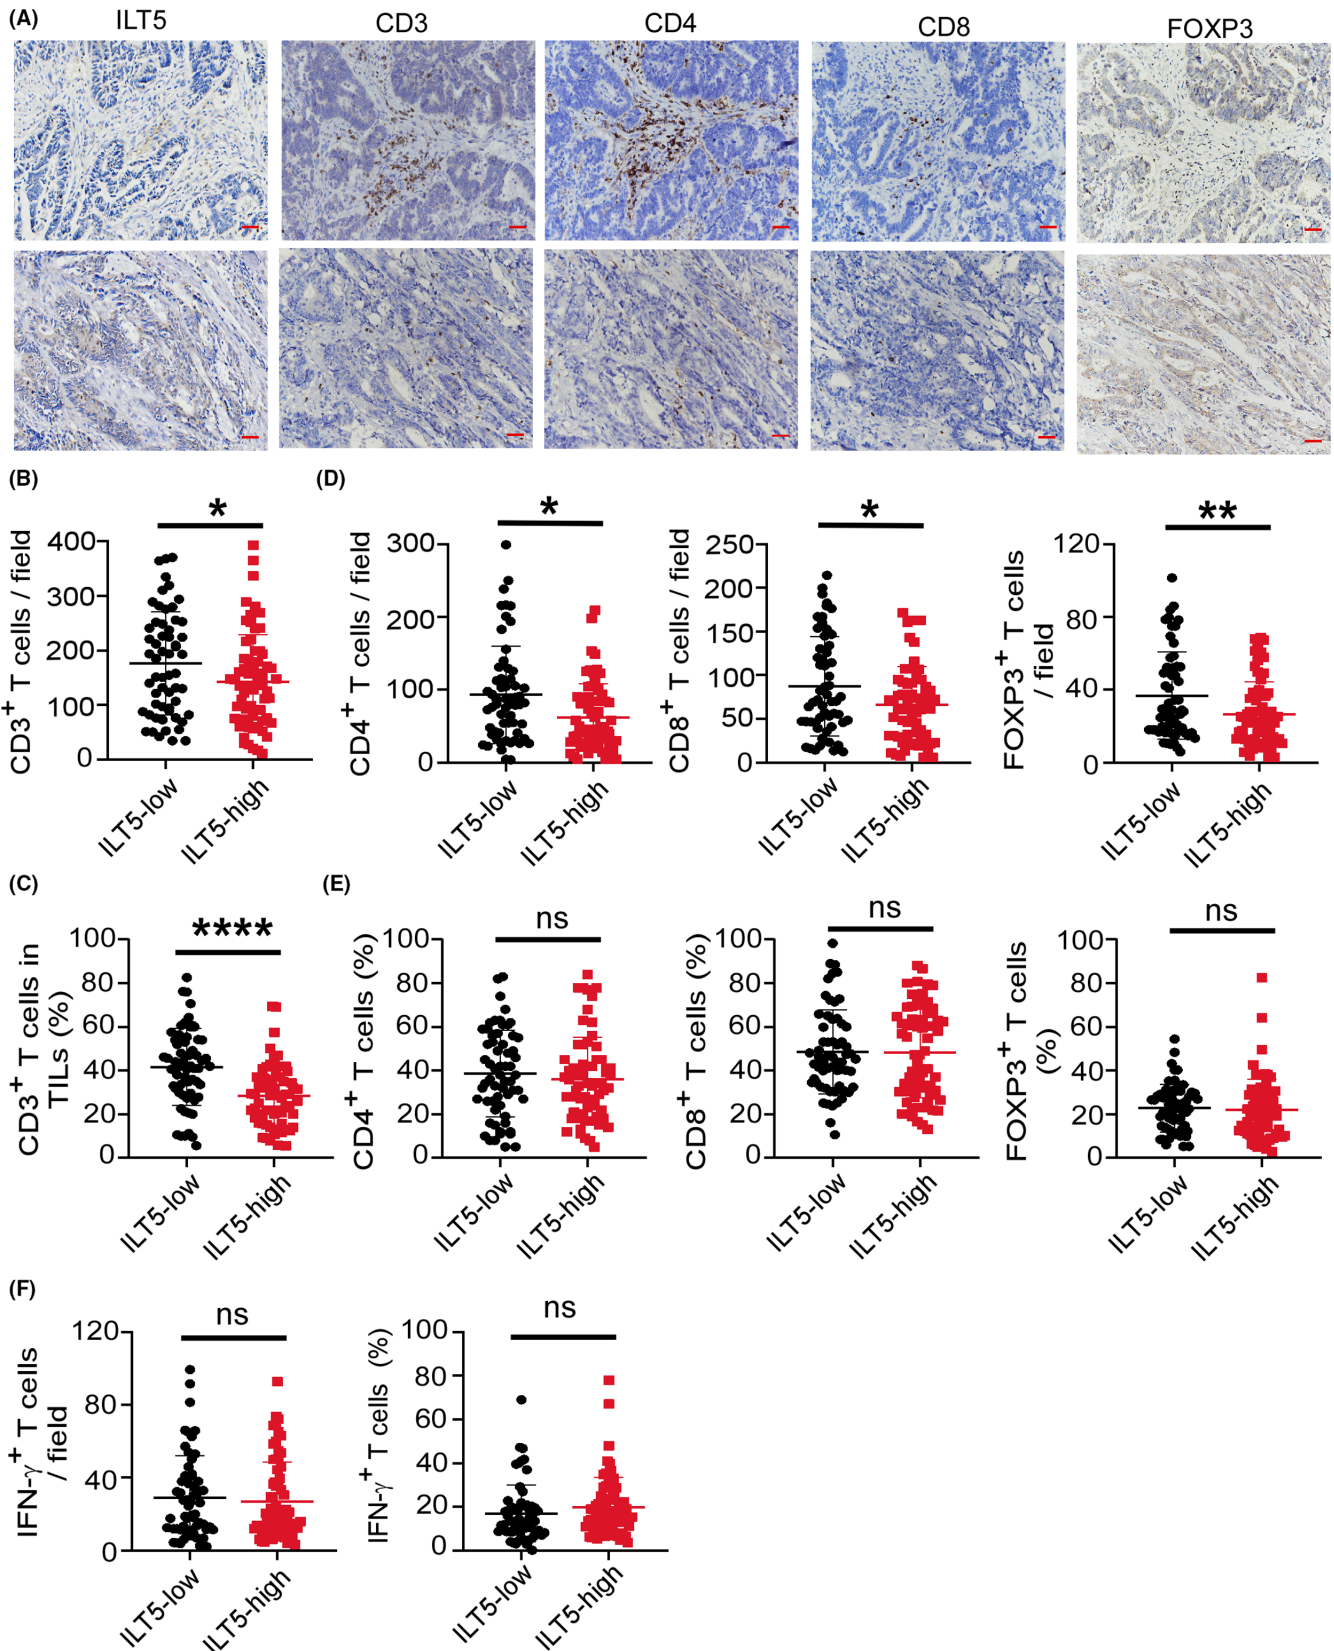 (A)
ILT5
CD3
CD4
CD8
FOXP3
(B)
*
CD3+ T cells / field
400
300
200
100
0
ILT5-low
ILT5-high
(D)
*
CD4+ T cells / field
300
200
100
0
ILT5-low
ILT5-high
*
CD8+ T cells / field
250
200
150
100
50
0
ILT5-low
ILT5-high
**
FOXP3+ T cells
/ field
120
80
40
0
ILT5-low
ILT5-high
(C)
****
CD3+ T cells in
TILs (%)
100
80
60
40
20
0
ILT5-low
ILT5-high
(E)
ns
CD4+ T cells (%)
100
80
60
40
20
0
ILT5-low
ILT5-high
ns
CD8+ T cells (%)
100
80
60
40
20
0
ILT5-low
ILT5-high
ns
FOXP3+ T cells
(%)
100
80
60
40
20
0
ILT5-low
ILT5-high
(F)
ns
IFN-γ+ T cells
/ field
120
80
40
0
ILT5-low
ILT5-high
ns
IFN-γ+ T cells (%)
100
80
60
40
20
0
ILT5-low
ILT5-high